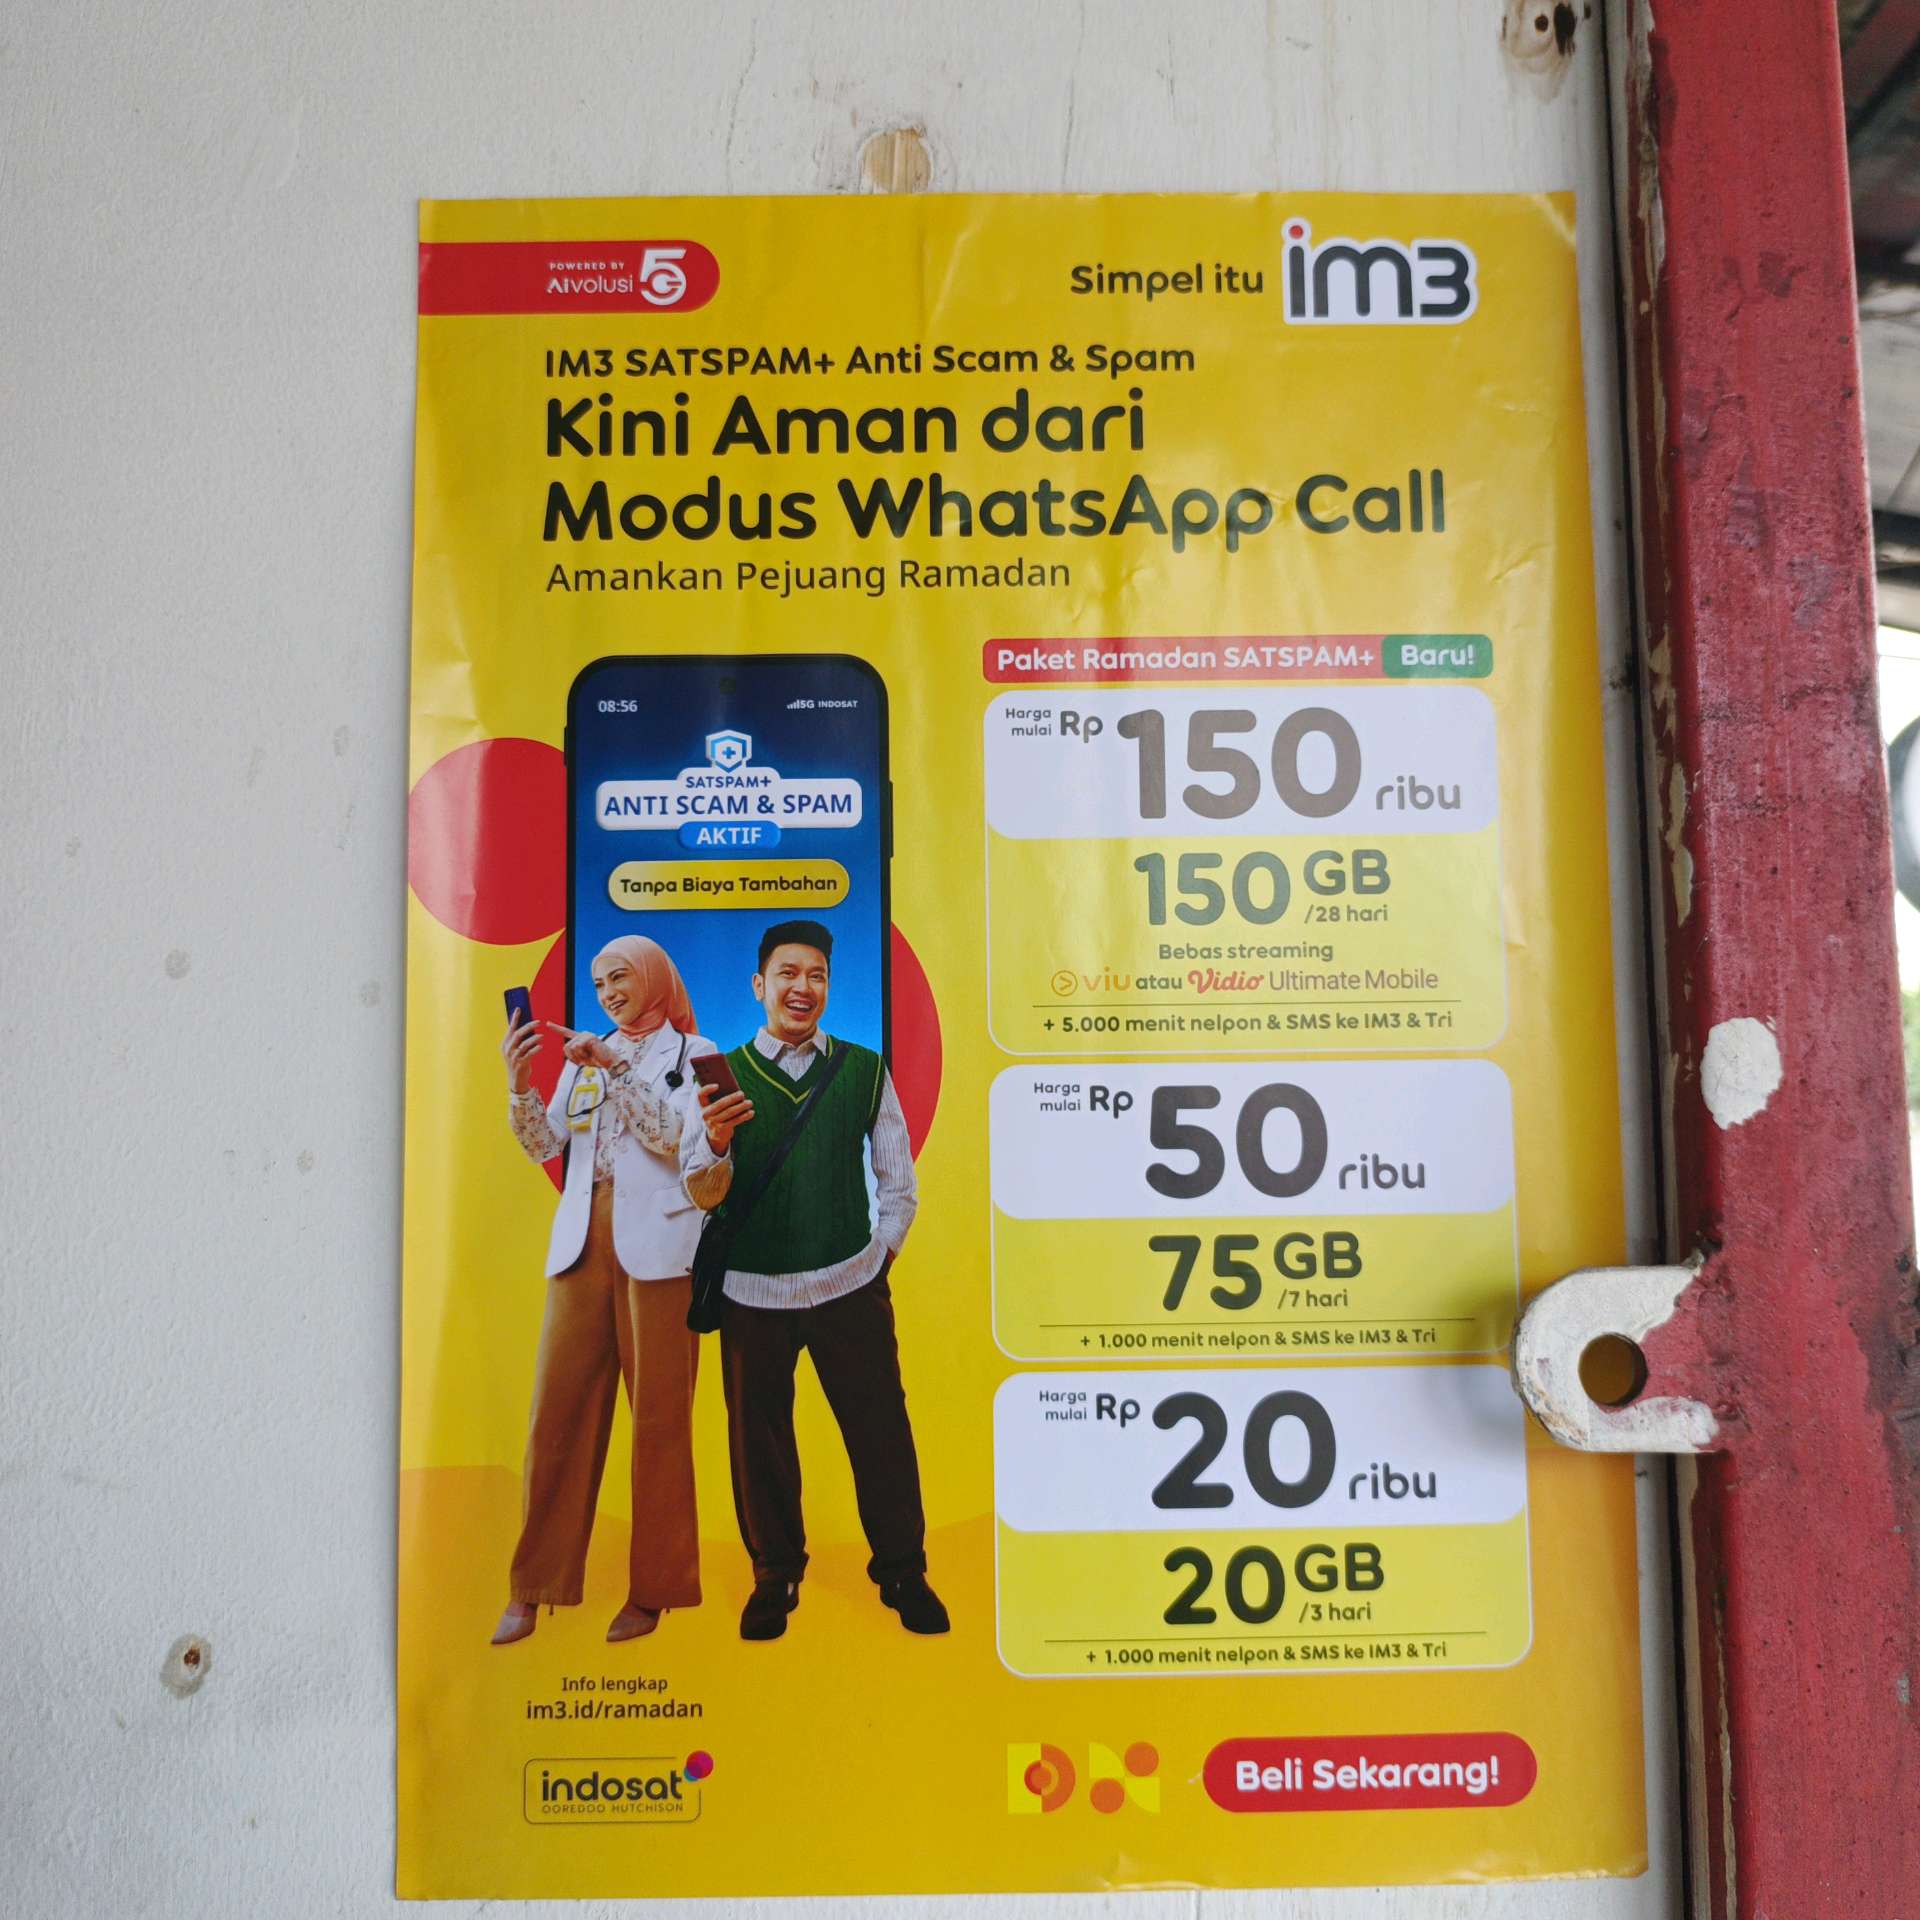 POWERED BY
AIvolusi 5G
Simpel itu im3
IM3 SATSPAM+ Anti Scam & Spam
Kini Aman dari
Modus WhatsApp Call
Amankan Pejuang Ramadan
08:56 5G INDOSAT
SATSPAM+
ANTI SCAM & SPAM
AKTIF
Tanpa Biaya Tambahan
Paket Ramadan SATSPAM+ Baru!
Harga mulai Rp 150 ribu
150 GB /28 hari
Bebas streaming
viu atau Vidio Ultimate Mobile
+ 5.000 menit nelpon & SMS ke IM3 & Tri
Harga mulai Rp 50 ribu
75 GB /7 hari
+ 1.000 menit nelpon & SMS ke IM3 & Tri
Harga mulai Rp 20 ribu
20 GB /3 hari
+ 1.000 menit nelpon & SMS ke IM3 & Tri
Info lengkap
im3.id/ramadan
indosat
OOREDOO HUTCHISON
Beli Sekarang!